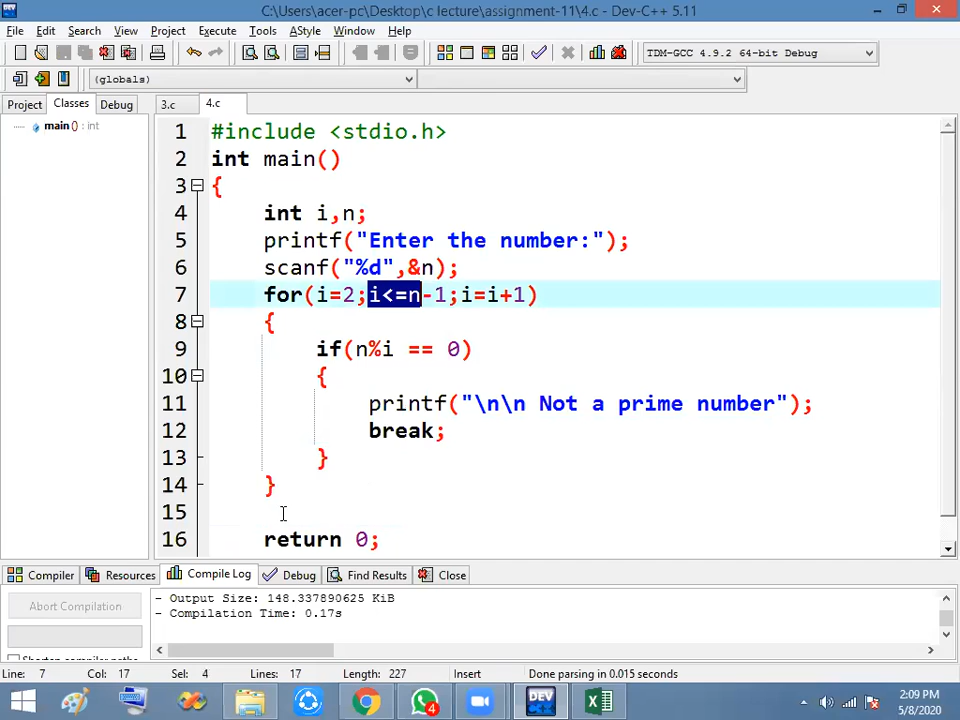 C:\Users\acer-pc\Desktop\c lecture\assignment-11\4.c - Dev-C++ 5.11
File Edit Search View Project Execute Tools AStyle Window Help
TDM-GCC 4.9.2 64-bit Debug
(globals)
Project Classes Debug 3.c 4.c
main () : int
1 #include <stdio.h>
2 int main()
3 {
4 int i,n;
5 printf("Enter the number:");
6 scanf("%d",&n);
7 for(i=2;i<=n-1;i=i+1)
8 {
9 if(n%i == 0)
10 {
11 printf("\n\n Not a prime number");
12 break;
13 }
14 }
15
16 return 0;
Compiler Resources Compile Log Debug Find Results Close
Abort Compilation
- Output Size: 148.337890625 KiB
- Compilation Time: 0.17s
Shorten compiler paths
Line: 7 Col: 17 Sel: 4 Lines: 17 Length: 227 Insert Done parsing in 0.015 seconds
4
DEV
2:09 PM
5/8/2020